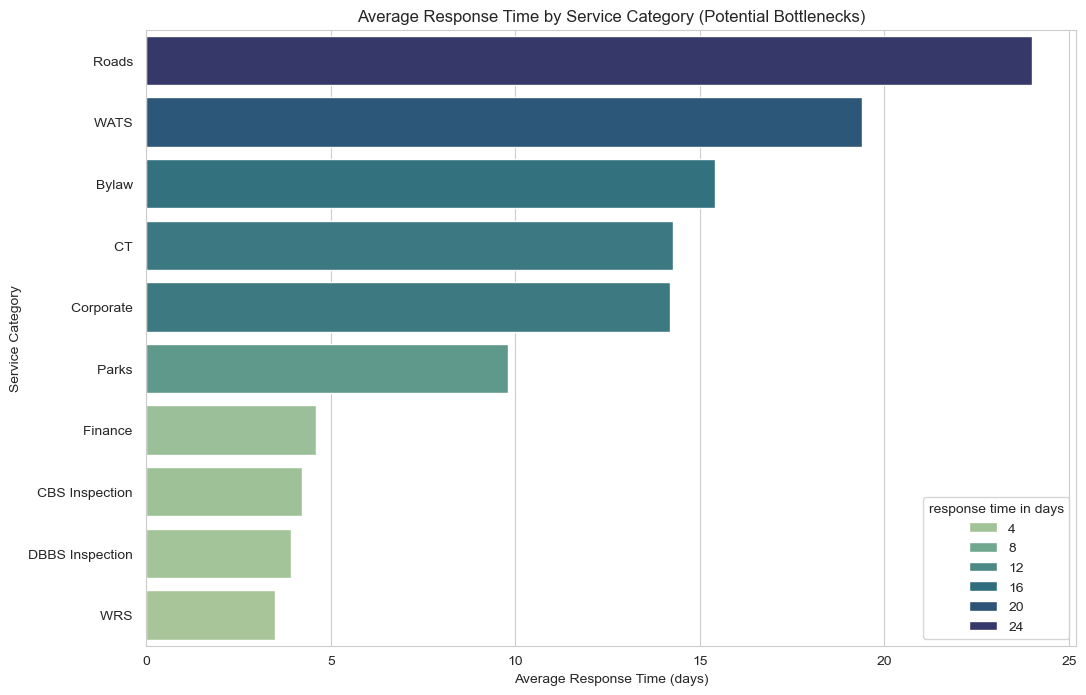 Average Response Time by Service Category (Potential Bottlenecks)
Service Category
Roads
WATS
Bylaw
CT
Corporate
Parks
Finance
CBS Inspection
DBBS Inspection
WRS
response time in days
4
8
12
16
20
24
0 5 10 15 20 25
Average Response Time (days)